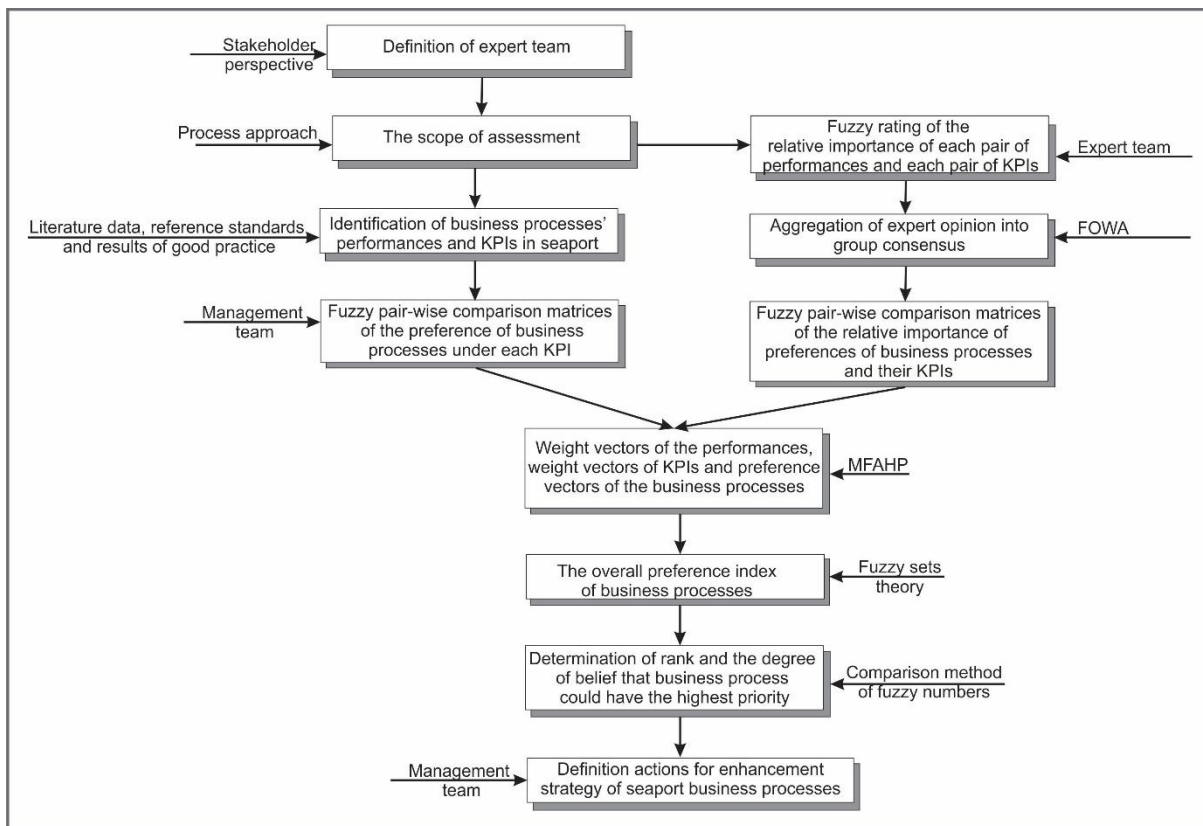 Stakeholder
perspective
Definition of expert team
Process approach
The scope of assessment
Fuzzy rating of the
relative importance of each pair of
performances and each pair of KPIs
Expert team
Literature data, reference standards
and results of good practice
Identification of business processes’
performances and KPIs in seaport
Aggregation of expert opinion into
group consensus
FOWA
Management
team
Fuzzy pair-wise comparison matrices
of the preference of business
processes under each KPI
Fuzzy pair-wise comparison matrices
of the relative importance of
preferences of business processes
and their KPIs
Weight vectors of the performances,
weight vectors of KPIs and preference
vectors of the business processes
MFAHP
The overall preference index
of business processes
Fuzzy sets
theory
Determination of rank and the degree
of belief that business process
could have the highest priority
Comparison method
of fuzzy numbers
Management
team
Definition actions for enhancement
strategy of seaport business processes